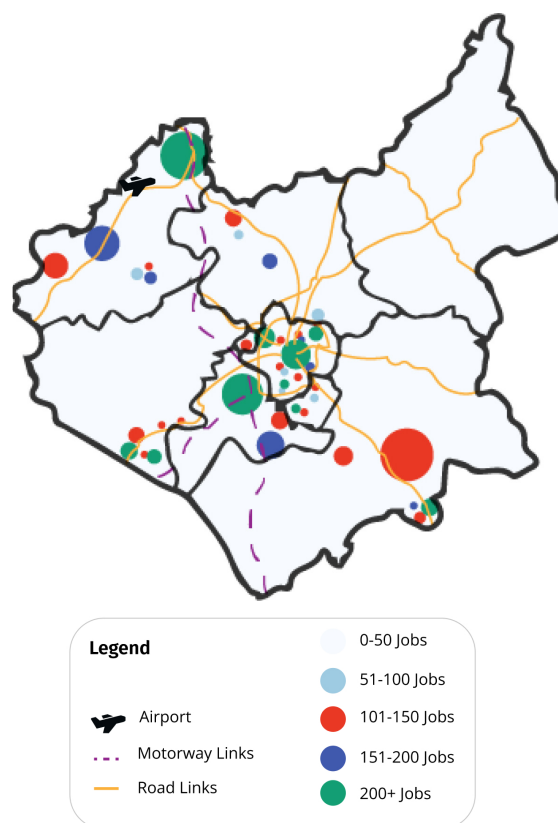 Legend
Airport
Motorway Links
Road Links
0-50 Jobs
51-100 Jobs
101-150 Jobs
151-200 Jobs
200+ Jobs